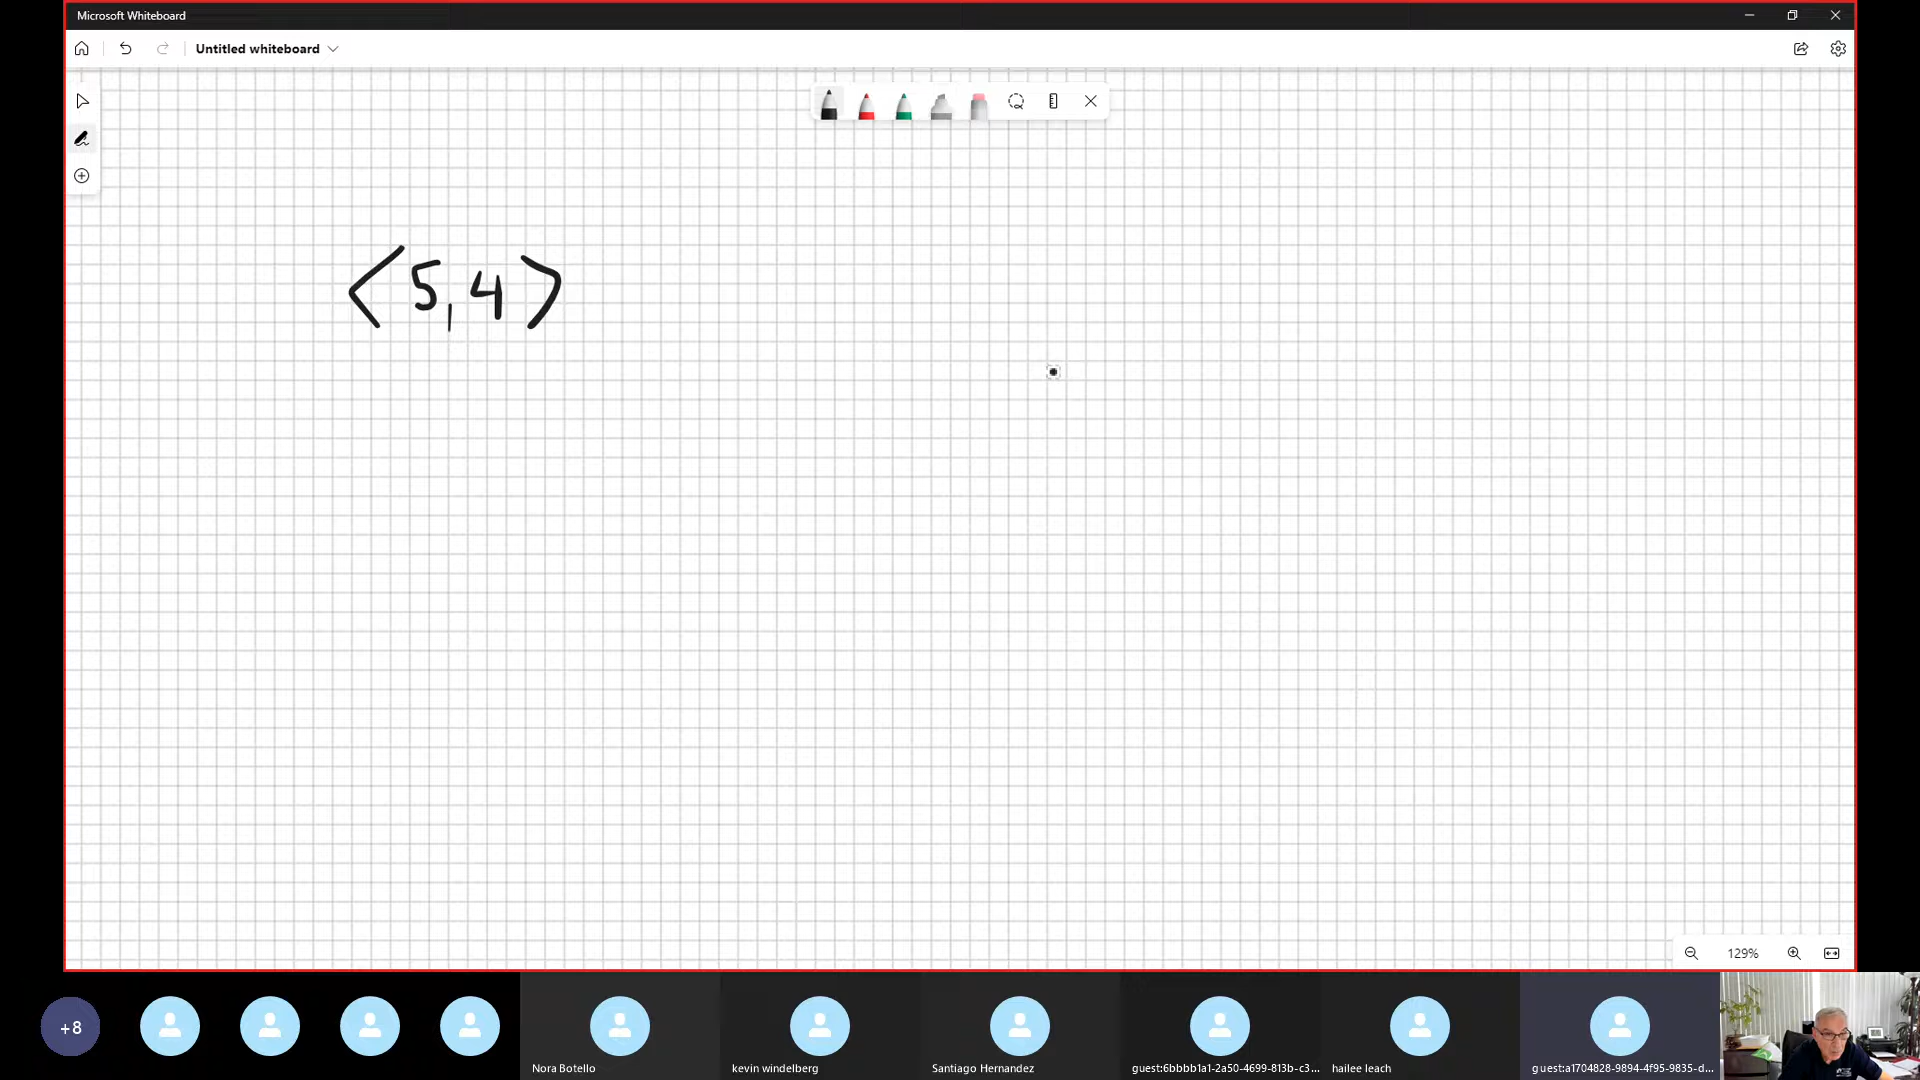 Microsoft Whiteboard
Untitled whiteboard
<5,4>
129%
+8
Nora Botello
kevin windelberg
Santiago Hernandez
guest:6bbbb1a1-2a50-4699-813b-c3...
hailee leach
guest:a1704828-9894-4f95-9835-d...